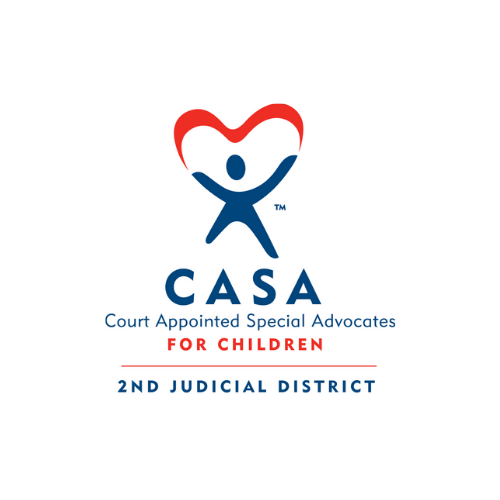 TM
CASA
Court Appointed Special Advocates
FOR CHILDREN
2ND JUDICIAL DISTRICT